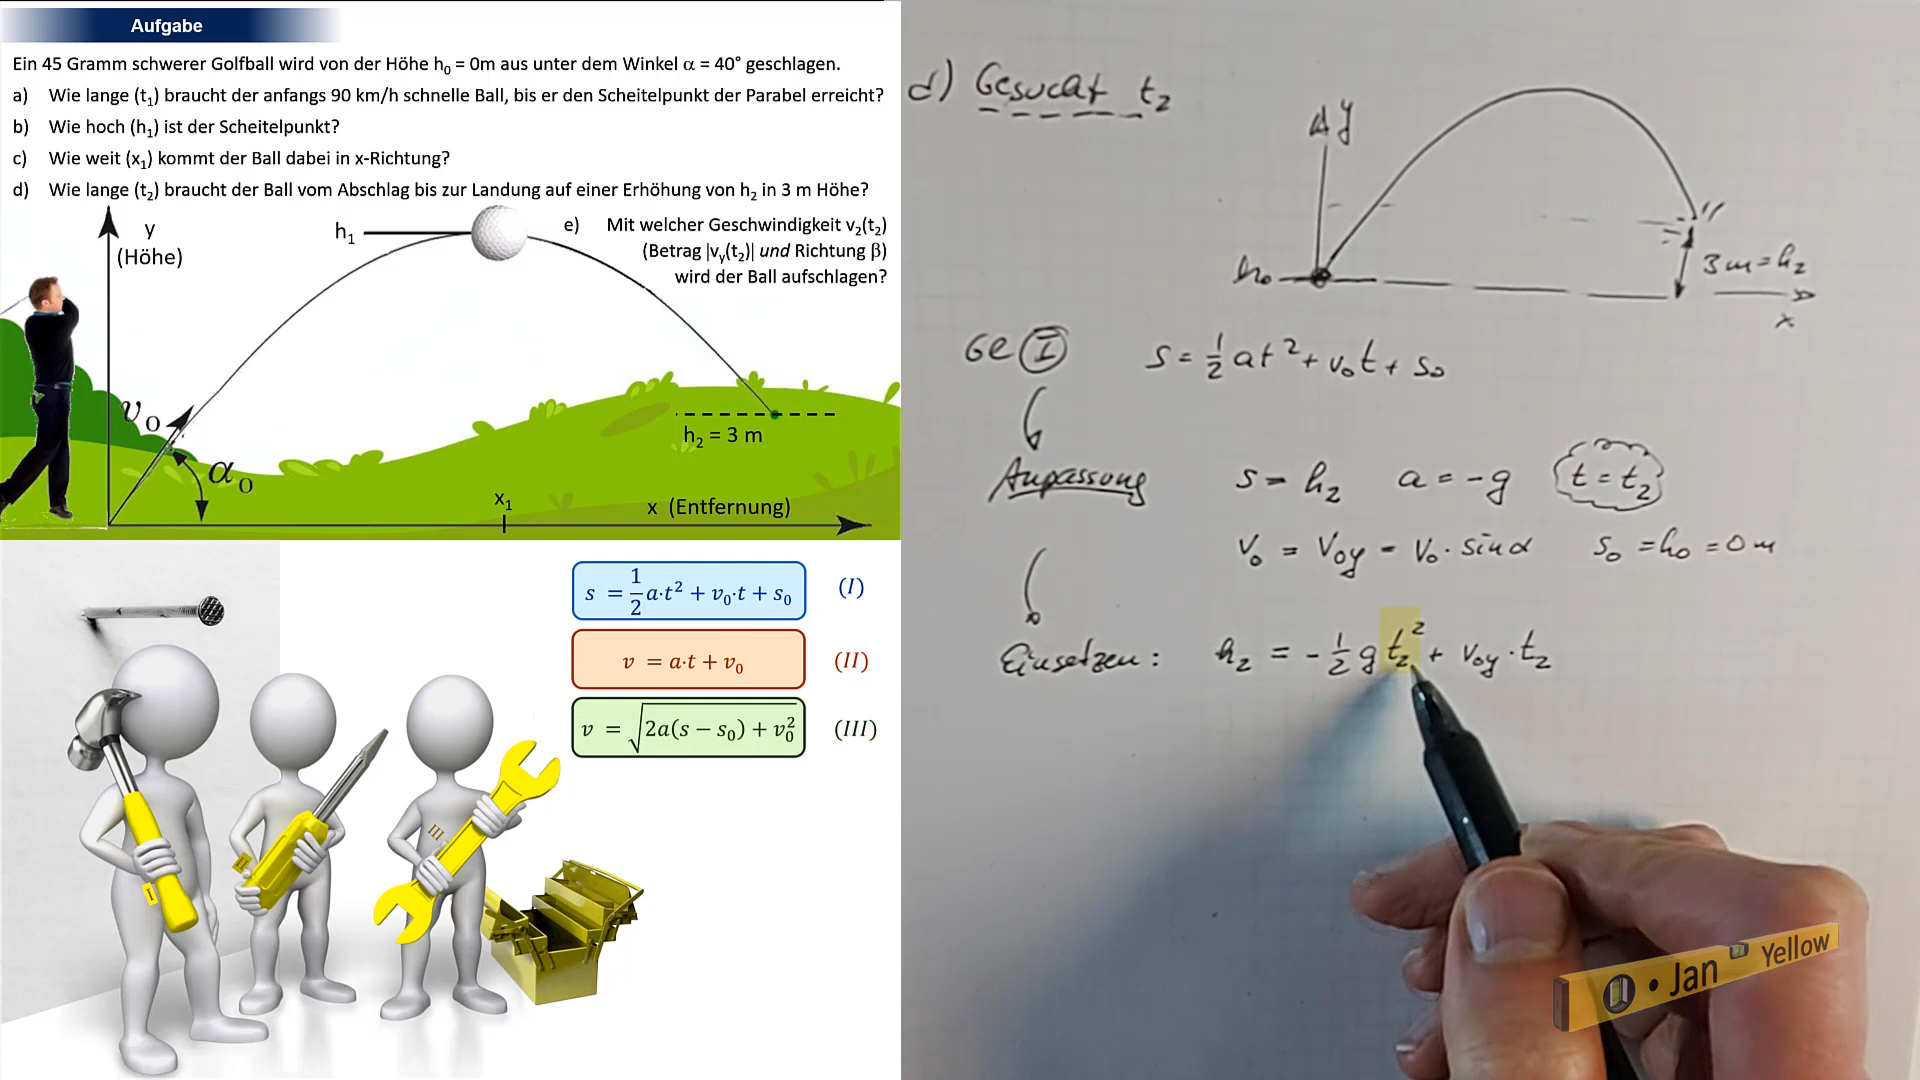 Aufgabe
Ein 45 Gramm schwerer Golfball wird von der Höhe h₀ = 0m aus unter dem Winkel α = 40° geschlagen.
a) Wie lange (t₁) braucht der anfangs 90 km/h schnelle Ball, bis er den Scheitelpunkt der Parabel erreicht?
b) Wie hoch (h₁) ist der Scheitelpunkt?
c) Wie weit (x₁) kommt der Ball dabei in x-Richtung?
d) Wie lange (t₂) braucht der Ball vom Abschlag bis zur Landung auf einer Erhöhung von h₂ in 3 m Höhe?
e) Mit welcher Geschwindigkeit v₂(t₂)
(Betrag |v_y(t₂)| und Richtung β)
wird der Ball aufschlagen?
y
(Höhe)
h₁
v₀
α₀
h₂ = 3 m
x₁
x (Entfernung)
s = 1/2 a·t² + v₀·t + s₀ (I)
v = a·t + v₀ (II)
v = √(2a(s − s₀) + v₀²) (III)
I
III
d) Gesucht t₂
y
h₀
3m = h₂
x
Gl I s = 1/2 at² + v₀t + s₀
Anpassung s = h₂ a = -g t = t₂
v₀ = v₀y = v₀ · sin α s₀ = h₀ = 0 m
Einsetzen: h₂ = - 1/2 g t₂² + v₀y · t₂
Jan Yellow